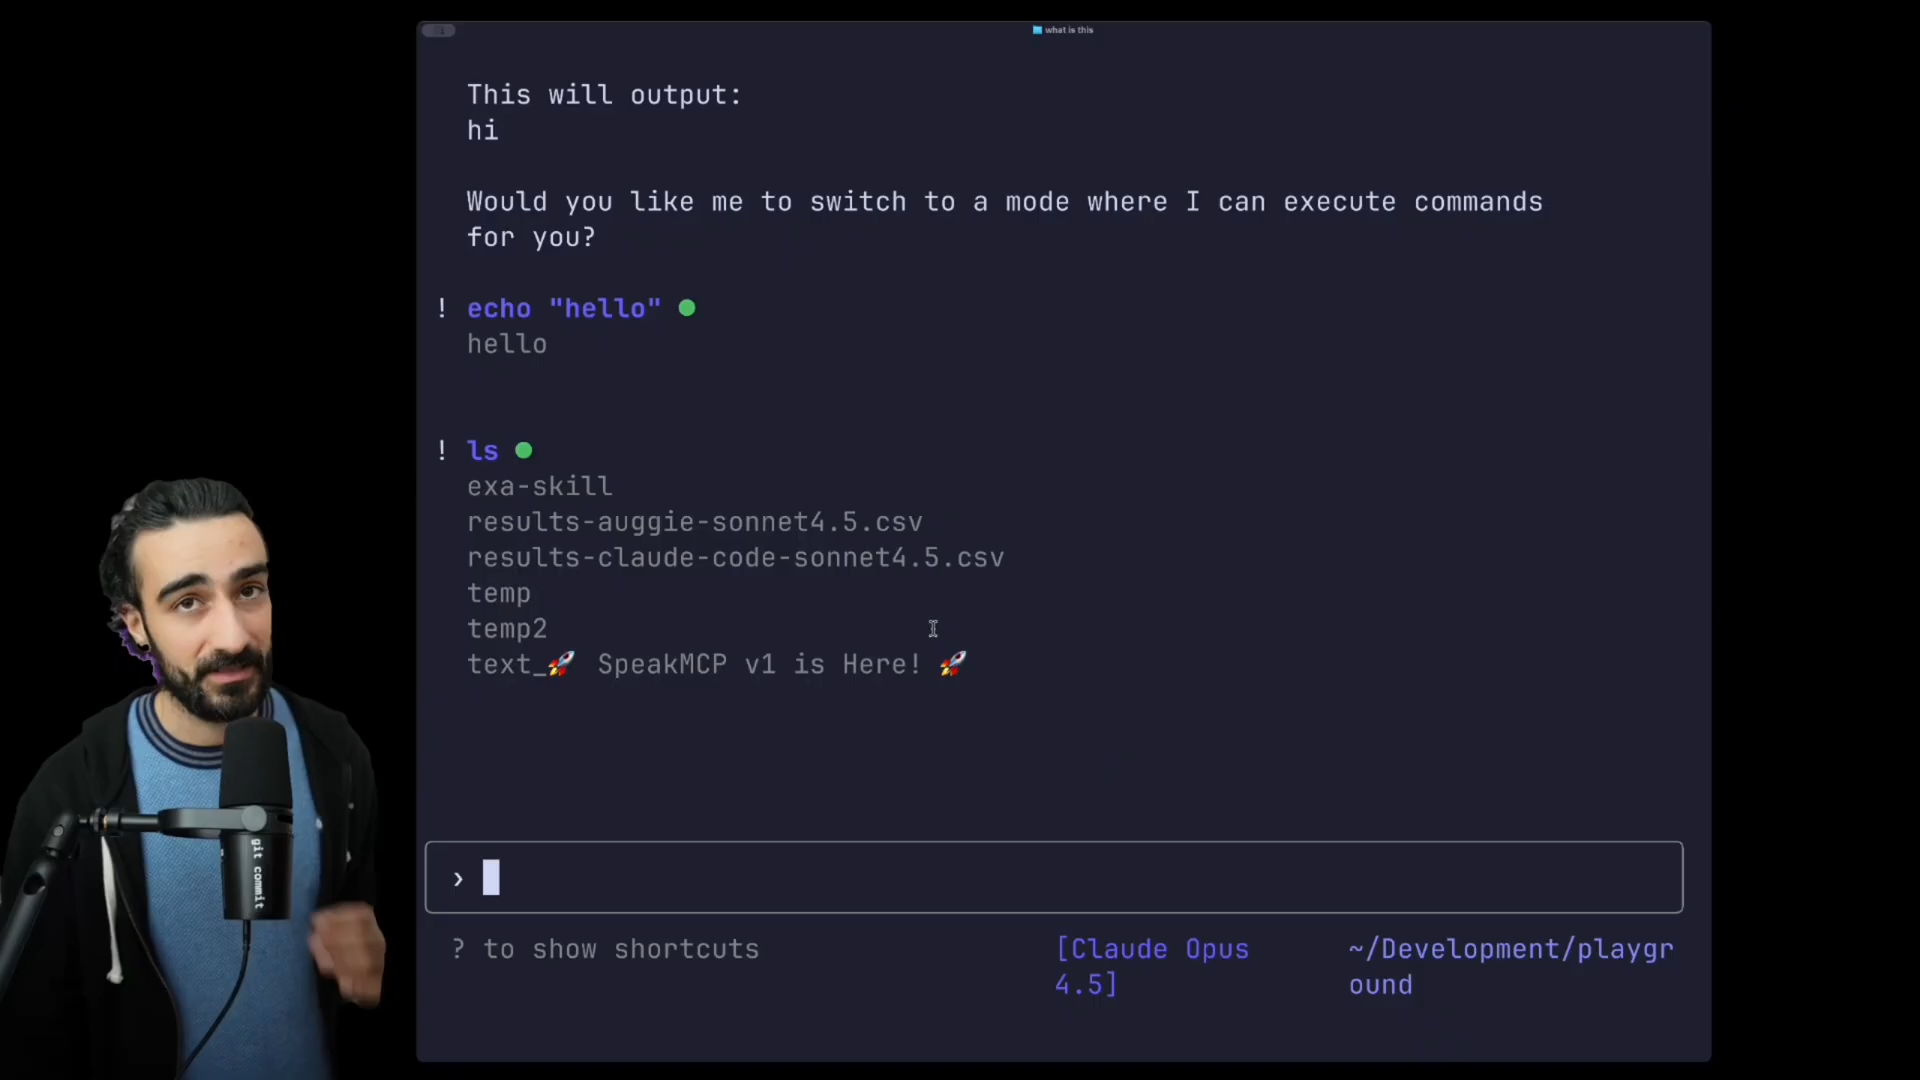 what is this
This will output:
hi
Would you like me to switch to a mode where I can execute commands
for you?
! echo "hello"
hello
! ls
exa-skill
results-auggie-sonnet4.5.csv
results-claude-code-sonnet4.5.csv
temp
temp2
text_🚀 SpeakMCP v1 is Here! 🚀
git commit
›
? to show shortcuts
[Claude Opus
4.5]
~/Development/playgr
ound